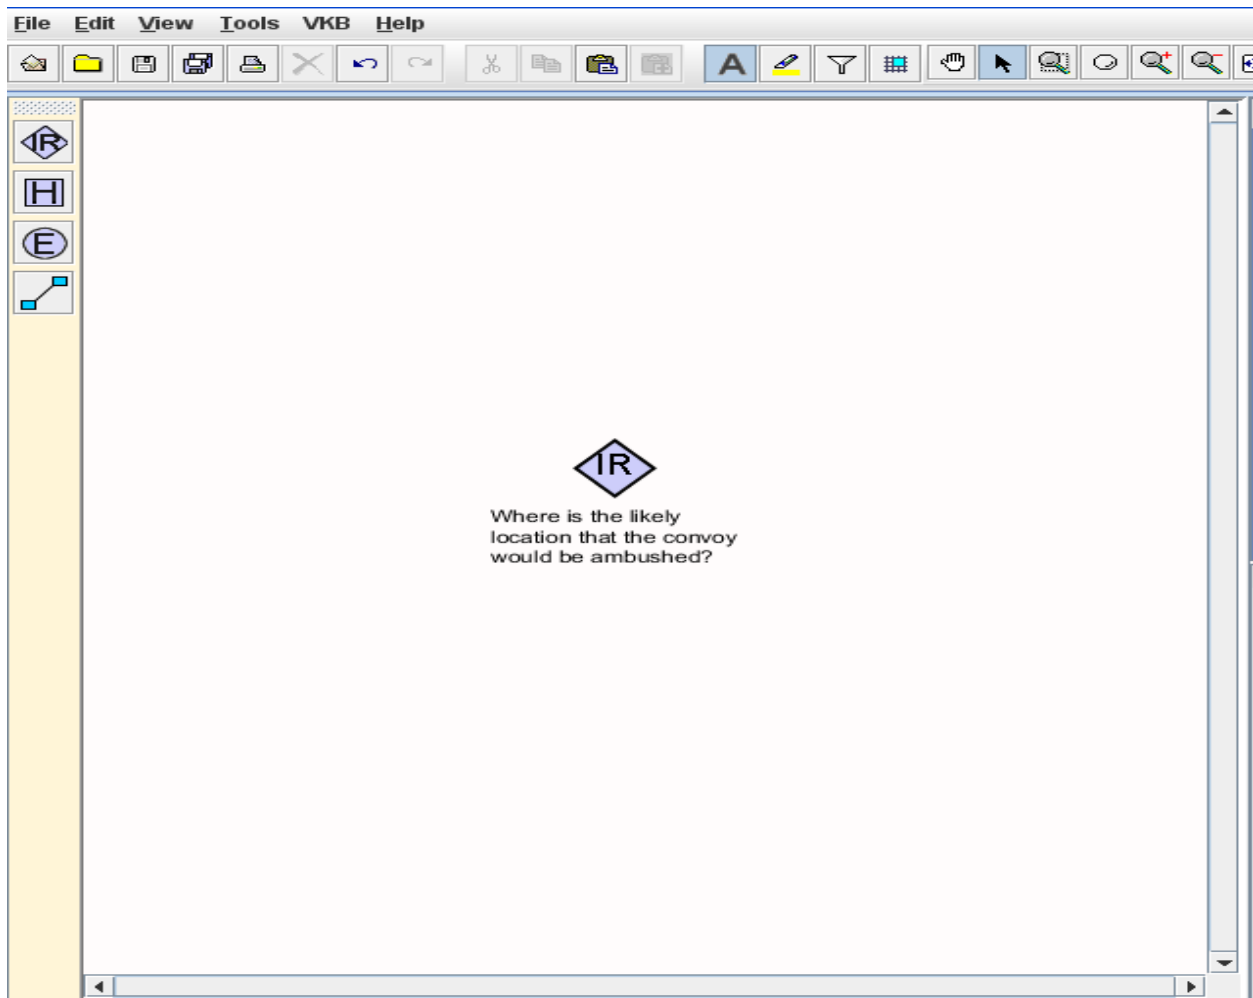 File Edit View Tools VKB Help
A
IR
H
E
IR
Where is the likely
location that the convoy
would be ambushed?